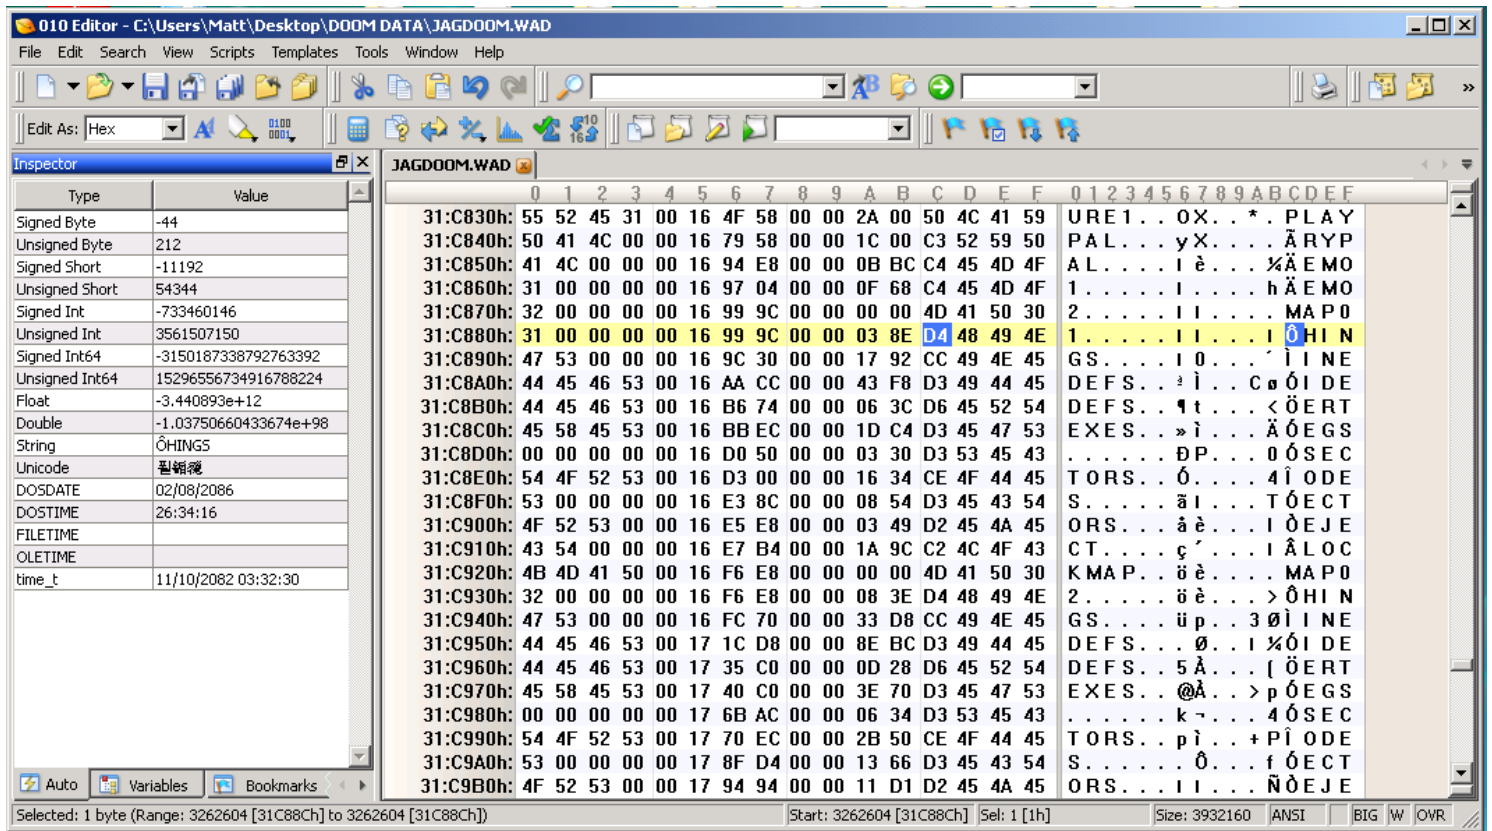 010 Editor - C:\Users\Matt\Desktop\DOOM DATA\JAGDOOM.WAD
File Edit Search View Scripts Templates Tools Window Help
Edit As: Hex
Inspector
JAGDOOM.WAD
Type Value
Signed Byte -44
Unsigned Byte 212
Signed Short -11192
Unsigned Short 54344
Signed Int -733460146
Unsigned Int 3561507150
Signed Int64 -3150187338792763392
Unsigned Int64 15296556734916788224
Float -3.440893e+12
Double -1.03750660433674e+98
String ÔHINGS
Unicode
DOSDATE 02/08/2086
DOSTIME 26:34:16
FILETIME
OLETIME
time_t 11/10/2082 03:32:30
Auto Variables Bookmarks
0 1 2 3 4 5 6 7 8 9 A B C D E F 0123456789ABCDEF
31:C830h: 55 52 45 31 00 16 4F 58 00 00 2A 00 50 4C 41 59 URE1..OX..*.PLAY
31:C840h: 50 41 4C 00 00 16 79 58 00 00 1C 00 C3 52 59 50 PAL...yX....ÃRYP
31:C850h: 41 4C 00 00 00 16 94 E8 00 00 0B BC C4 45 4D 4F AL.....è...¼ÄEMO
31:C860h: 31 00 00 00 00 16 97 04 00 00 0F 68 C4 45 4D 4F 1..........hÄEMO
31:C870h: 32 00 00 00 00 16 99 9C 00 00 00 00 4D 41 50 30 2...........MAP0
31:C880h: 31 00 00 00 00 16 99 9C 00 00 03 8E D4 48 49 4E 1...........ÔHIN
31:C890h: 47 53 00 00 00 16 9C 30 00 00 17 92 CC 49 4E 45 GS.....0...´ÌINE
31:C8A0h: 44 45 46 53 00 16 AA CC 00 00 43 F8 D3 49 44 45 DEFS..ªÌ..CøÓIDE
31:C8B0h: 44 45 46 53 00 16 B6 74 00 00 06 3C D6 45 52 54 DEFS..¶t...<ÖERT
31:C8C0h: 45 58 45 53 00 16 BB EC 00 00 1D C4 D3 45 47 53 EXES..»ì...ÄÓEGS
31:C8D0h: 00 00 00 00 00 16 D0 50 00 00 03 30 D3 53 45 43 ......ÐP...0ÓSEC
31:C8E0h: 54 4F 52 53 00 16 D3 00 00 00 16 34 CE 4F 44 45 TORS..Ó....4ÎODE
31:C8F0h: 53 00 00 00 00 16 E3 8C 00 00 08 54 D3 45 43 54 S.....ã....TÓECT
31:C900h: 4F 52 53 00 00 16 E5 E8 00 00 03 49 D2 45 4A 45 ORS...åè...IÒEJE
31:C910h: 43 54 00 00 00 16 E7 B4 00 00 1A 9C C2 4C 4F 43 CT....ç´....ÂLOC
31:C920h: 4B 4D 41 50 00 16 F6 E8 00 00 00 00 4D 41 50 30 KMAP..öè....MAP0
31:C930h: 32 00 00 00 00 16 F6 E8 00 00 08 3E D4 48 49 4E 2.....öè...>ÔHIN
31:C940h: 47 53 00 00 00 16 FC 70 00 00 33 D8 CC 49 4E 45 GS....üp..3ØÌINE
31:C950h: 44 45 46 53 00 17 1C D8 00 00 8E BC D3 49 44 45 DEFS...Ø...¼ÓIDE
31:C960h: 44 45 46 53 00 17 35 C0 00 00 0D 28 D6 45 52 54 DEFS..5À...(ÖERT
31:C970h: 45 58 45 53 00 17 40 C0 00 00 3E 70 D3 45 47 53 EXES..@À..>pÓEGS
31:C980h: 00 00 00 00 00 17 6B AC 00 00 06 34 D3 53 45 43 ......k¬...4ÓSEC
31:C990h: 54 4F 52 53 00 17 70 EC 00 00 2B 50 CE 4F 44 45 TORS..pì..+PÎODE
31:C9A0h: 53 00 00 00 00 17 8F D4 00 00 13 66 D3 45 43 54 S......Ô...fÓECT
31:C9B0h: 4F 52 53 00 00 17 94 94 00 00 11 D1 D2 45 4A 45 ORS........ÑÒEJE
Selected: 1 byte (Range: 3262604 [31C88Ch] to 3262604 [31C88Ch]) Start: 3262604 [31C88Ch] Sel: 1 [1h] Size: 3932160 ANSI BIG W OVR